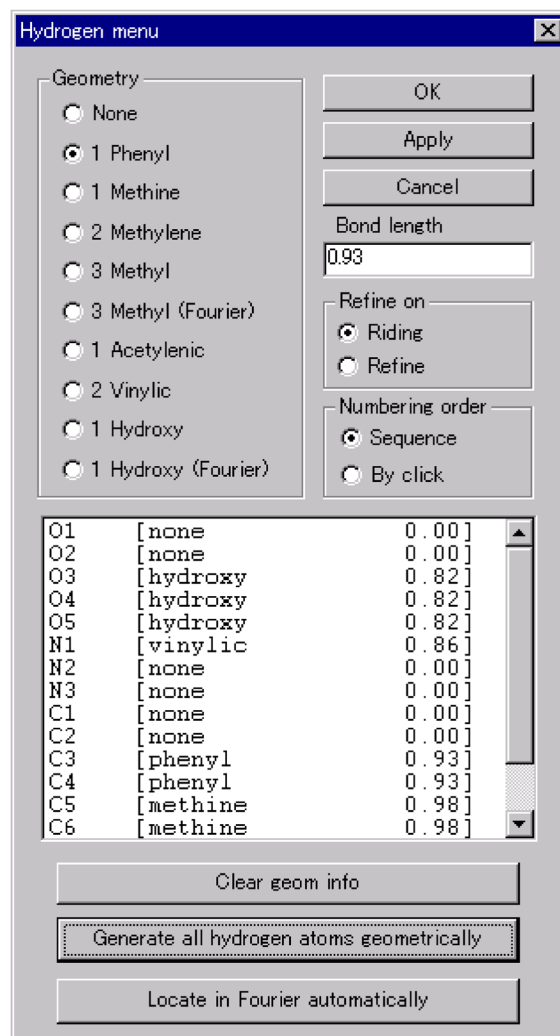 Hydrogen menu
Geometry
None
1 Phenyl
1 Methine
2 Methylene
3 Methyl
3 Methyl (Fourier)
1 Acetylenic
2 Vinylic
1 Hydroxy
1 Hydroxy (Fourier)
OK
Apply
Cancel
Bond length
0.93
Refine on
Riding
Refine
Numbering order
Sequence
By click
O1 [none 0.00]
O2 [none 0.00]
O3 [hydroxy 0.82]
O4 [hydroxy 0.82]
O5 [hydroxy 0.82]
N1 [vinylic 0.86]
N2 [none 0.00]
N3 [none 0.00]
C1 [none 0.00]
C2 [none 0.00]
C3 [phenyl 0.93]
C4 [phenyl 0.93]
C5 [methine 0.98]
C6 [methine 0.98]
Clear geom info
Generate all hydrogen atoms geometrically
Locate in Fourier automatically